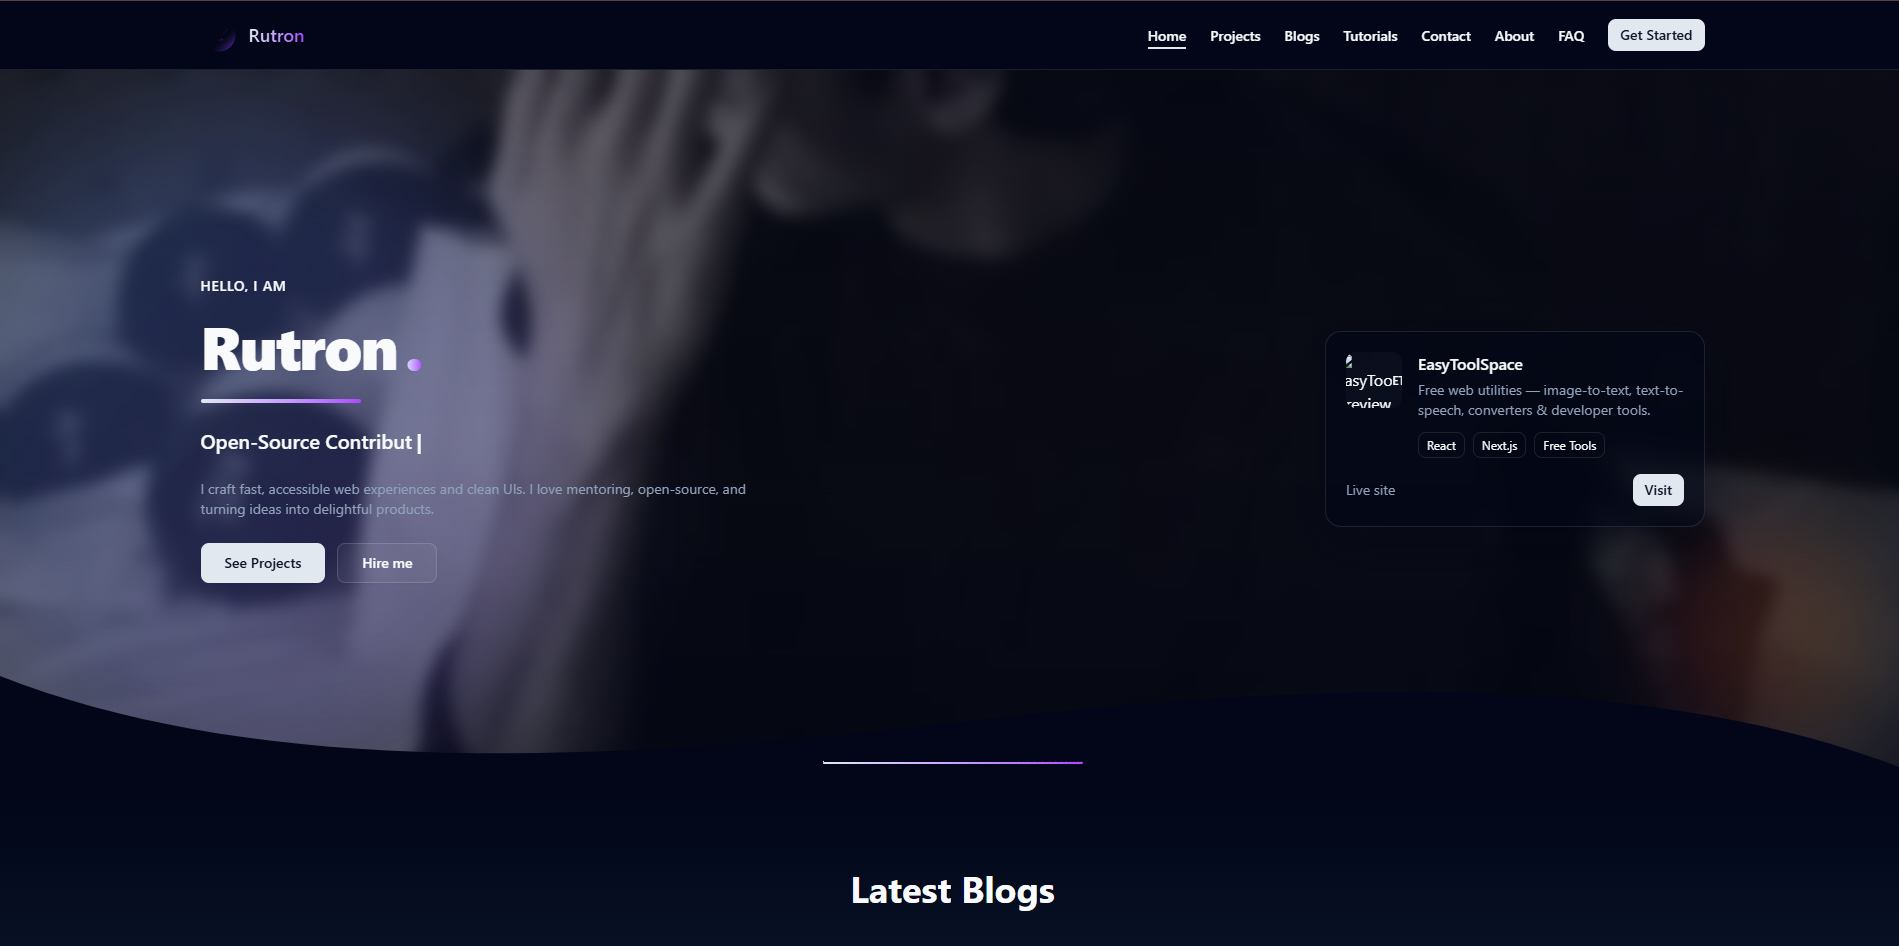 Rutron
Home Projects Blogs Tutorials Contact About FAQ Get Started
HELLO, I AM
Rutron.
Open-Source Contribut|
I craft fast, accessible web experiences and clean UIs. I love mentoring, open-source, and
turning ideas into delightful products.
See Projects Hire me
EasyToolSpace
Free web utilities — image-to-text, text-to-
speech, converters & developer tools.
React Next.js Free Tools
Live site Visit
Latest Blogs